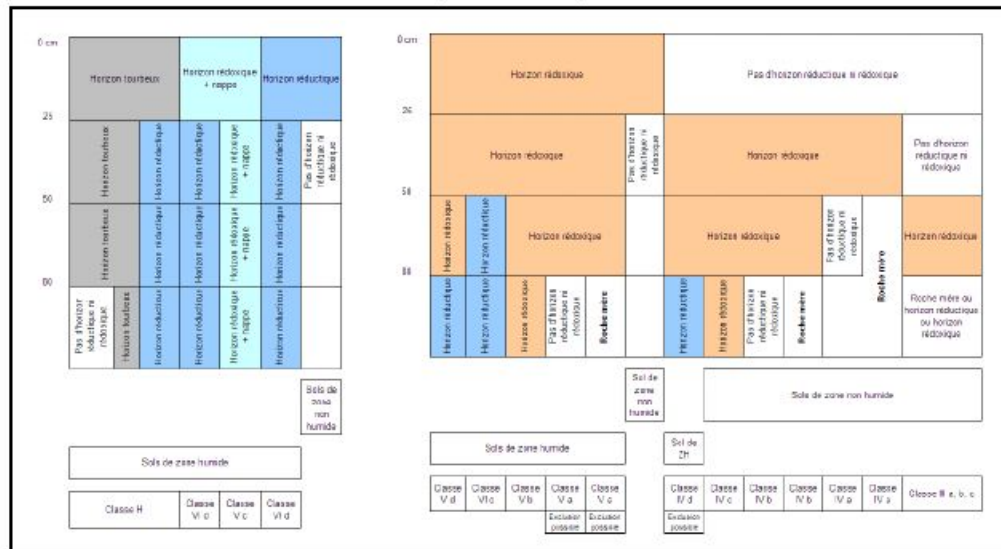 0 cm
Horizon tourbeux
Horizon rédoxique
+ nappe
Horizon réductique
25
Horizon tourbeux
Horizon réductique
Horizon réductique
Horizon rédoxique
+ nappe
Horizon réductique
Pas d'horizon
réductique ni
rédoxique
50
Horizon tourbeux
Horizon réductique
Horizon réductique
Horizon rédoxique
+ nappe
Horizon réductique
Pas d'horizon
réductique ni
rédoxique
Horizon tourbeux
Horizon réductique
Horizon réductique
Horizon rédoxique
+ nappe
Horizon réductique
Sols de
zone
non
humide
Sols de zone humide
Classe H
Classe
Classe
V c
Classe
VI d
0 cm
Horizon rédoxique
Pas d'horizon réductique ni rédoxique
Horizon rédoxique
Pas d'horizon
réductique ni
rédoxique
Horizon rédoxique
Pas d'horizon
réductique ni
rédoxique
Horizon rédoxique
Horizon réductique
Horizon rédoxique
Horizon rédoxique
Pas d'horizon
réductique ni
rédoxique
Roche mère
Horizon rédoxique
Horizon réductique
Horizon réductique
Horizon rédoxique
Pas d'horizon
réductique ni
rédoxique
Roche mère
Horizon réductique
Horizon rédoxique
Pas d'horizon
réductique ni
rédoxique
Roche mère
Roche mère ou
horizon réductique
ou horizon
rédoxique
Sol de
zone
non
humide
Sols de zone non humide
Sols de zone humide
Sol de
ZH
Classe
V d
Classe
VI c
Classe
V b
Classe
V a
Classe
Classe
IV d
Classe
IV c
Classe
IV b
Classe
IV b
Classe
IV a
Classe
IV a
Classe III a, b, c
Exclusion
possible
Exclusion
possible
Exclusion
possible